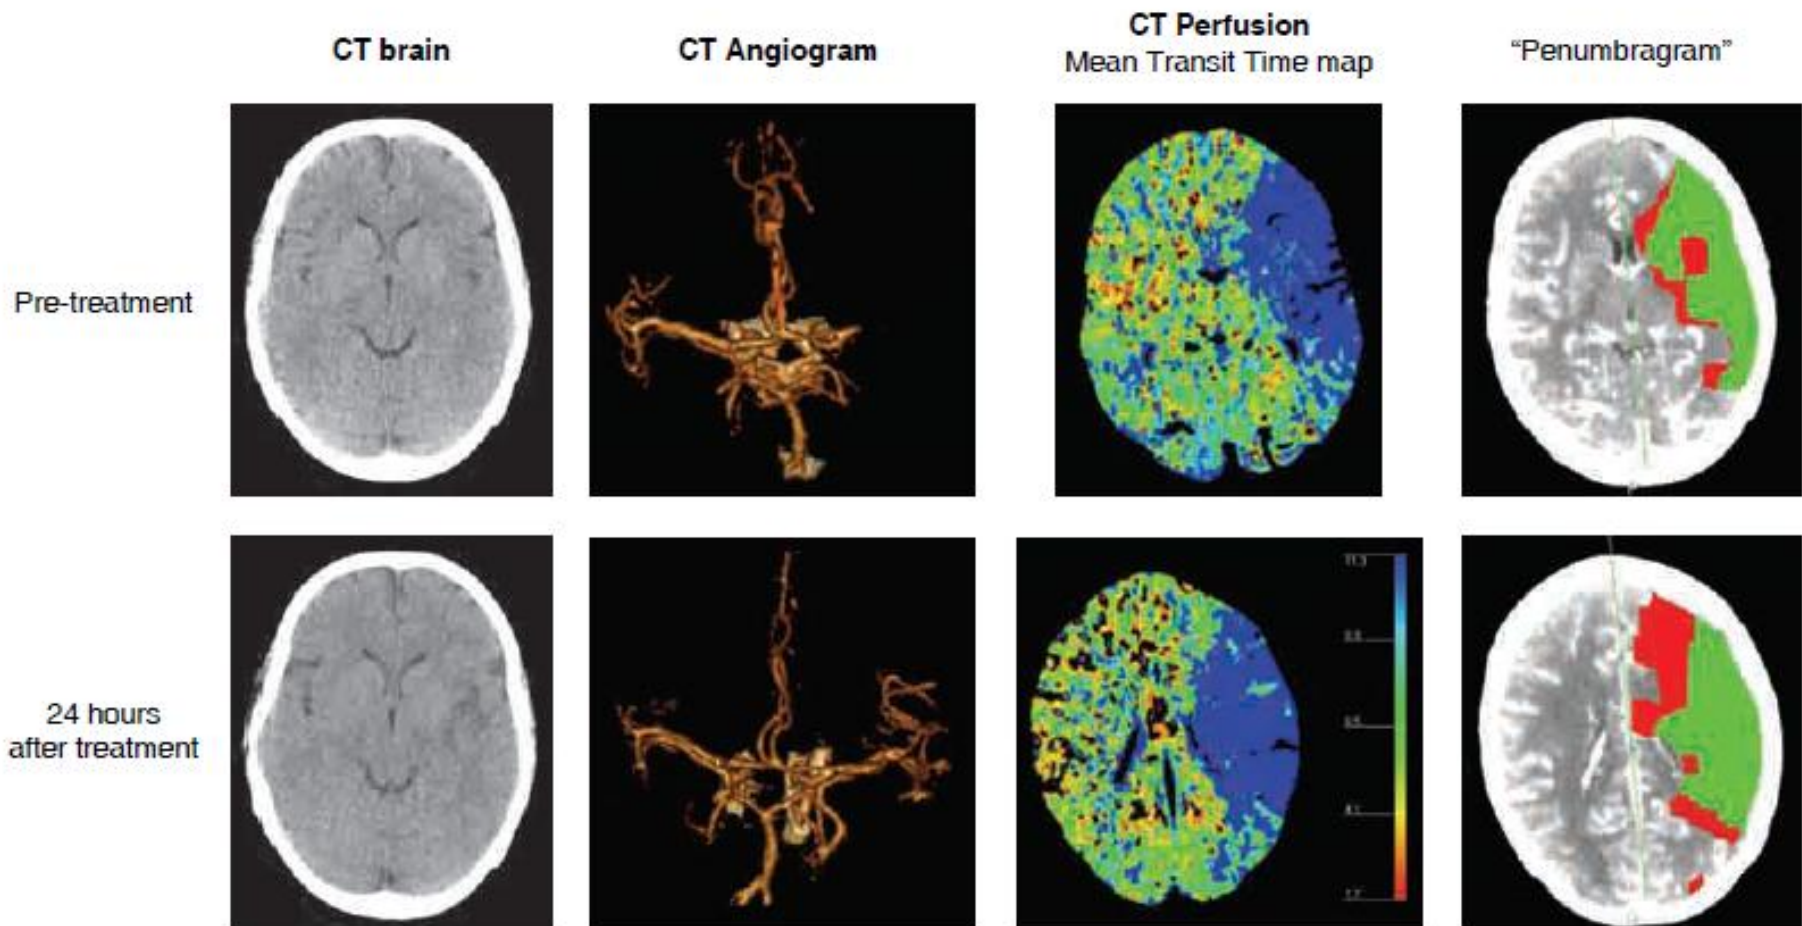 CT brain
CT Angiogram
CT Perfusion
Mean Transit Time map
“Penumbragram”
Pre-treatment
24 hours
after treatment